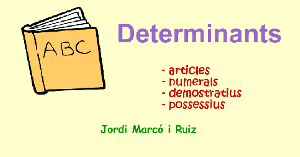 ABC
Determinants
- articles
- numerals
- demostratius
- possessius
Jordi Marcó i Ruiz